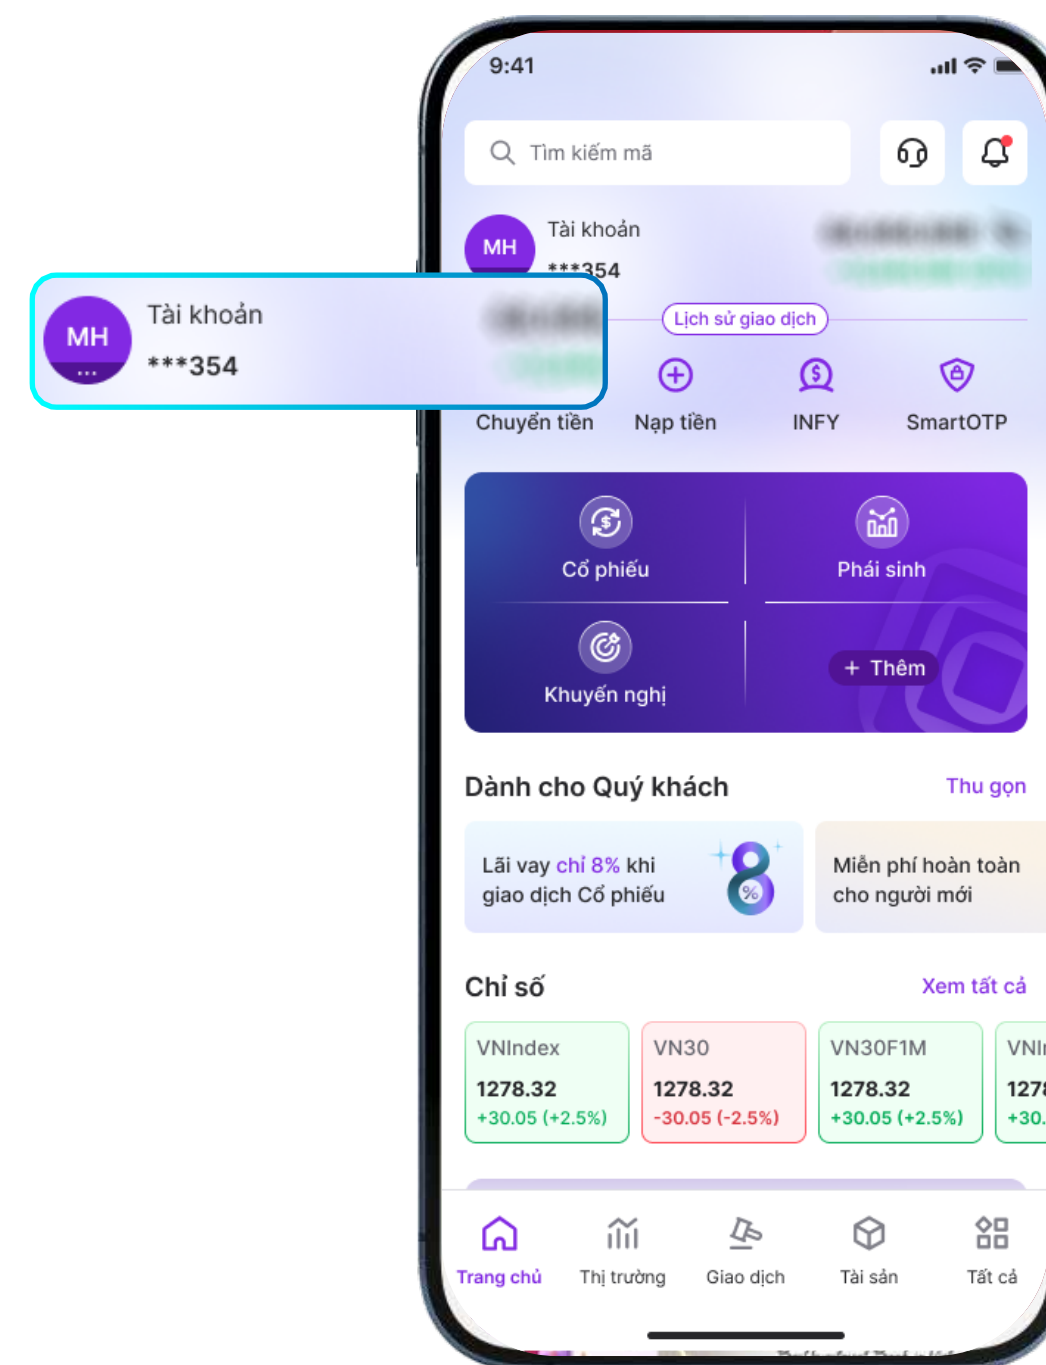 9:41
Tìm kiếm mã
MH
Tài khoản
***354
MH
...
Tài khoản
***354
Lịch sử giao dịch
Chuyển tiền
Nạp tiền
INFY
SmartOTP
Cổ phiếu
Phái sinh
Khuyến nghị
+ Thêm
Dành cho Quý khách
Thu gọn
Lãi vay chỉ 8% khi
giao dịch Cổ phiếu
%
Miễn phí hoàn toàn
cho người mới
Chỉ số
Xem tất cả
VNIndex
1278.32
+30.05 (+2.5%)
VN30
1278.32
-30.05 (-2.5%)
VN30F1M
1278.32
+30.05 (+2.5%)
Trang chủ
Thị trường
Giao dịch
Tài sản
Tất cả